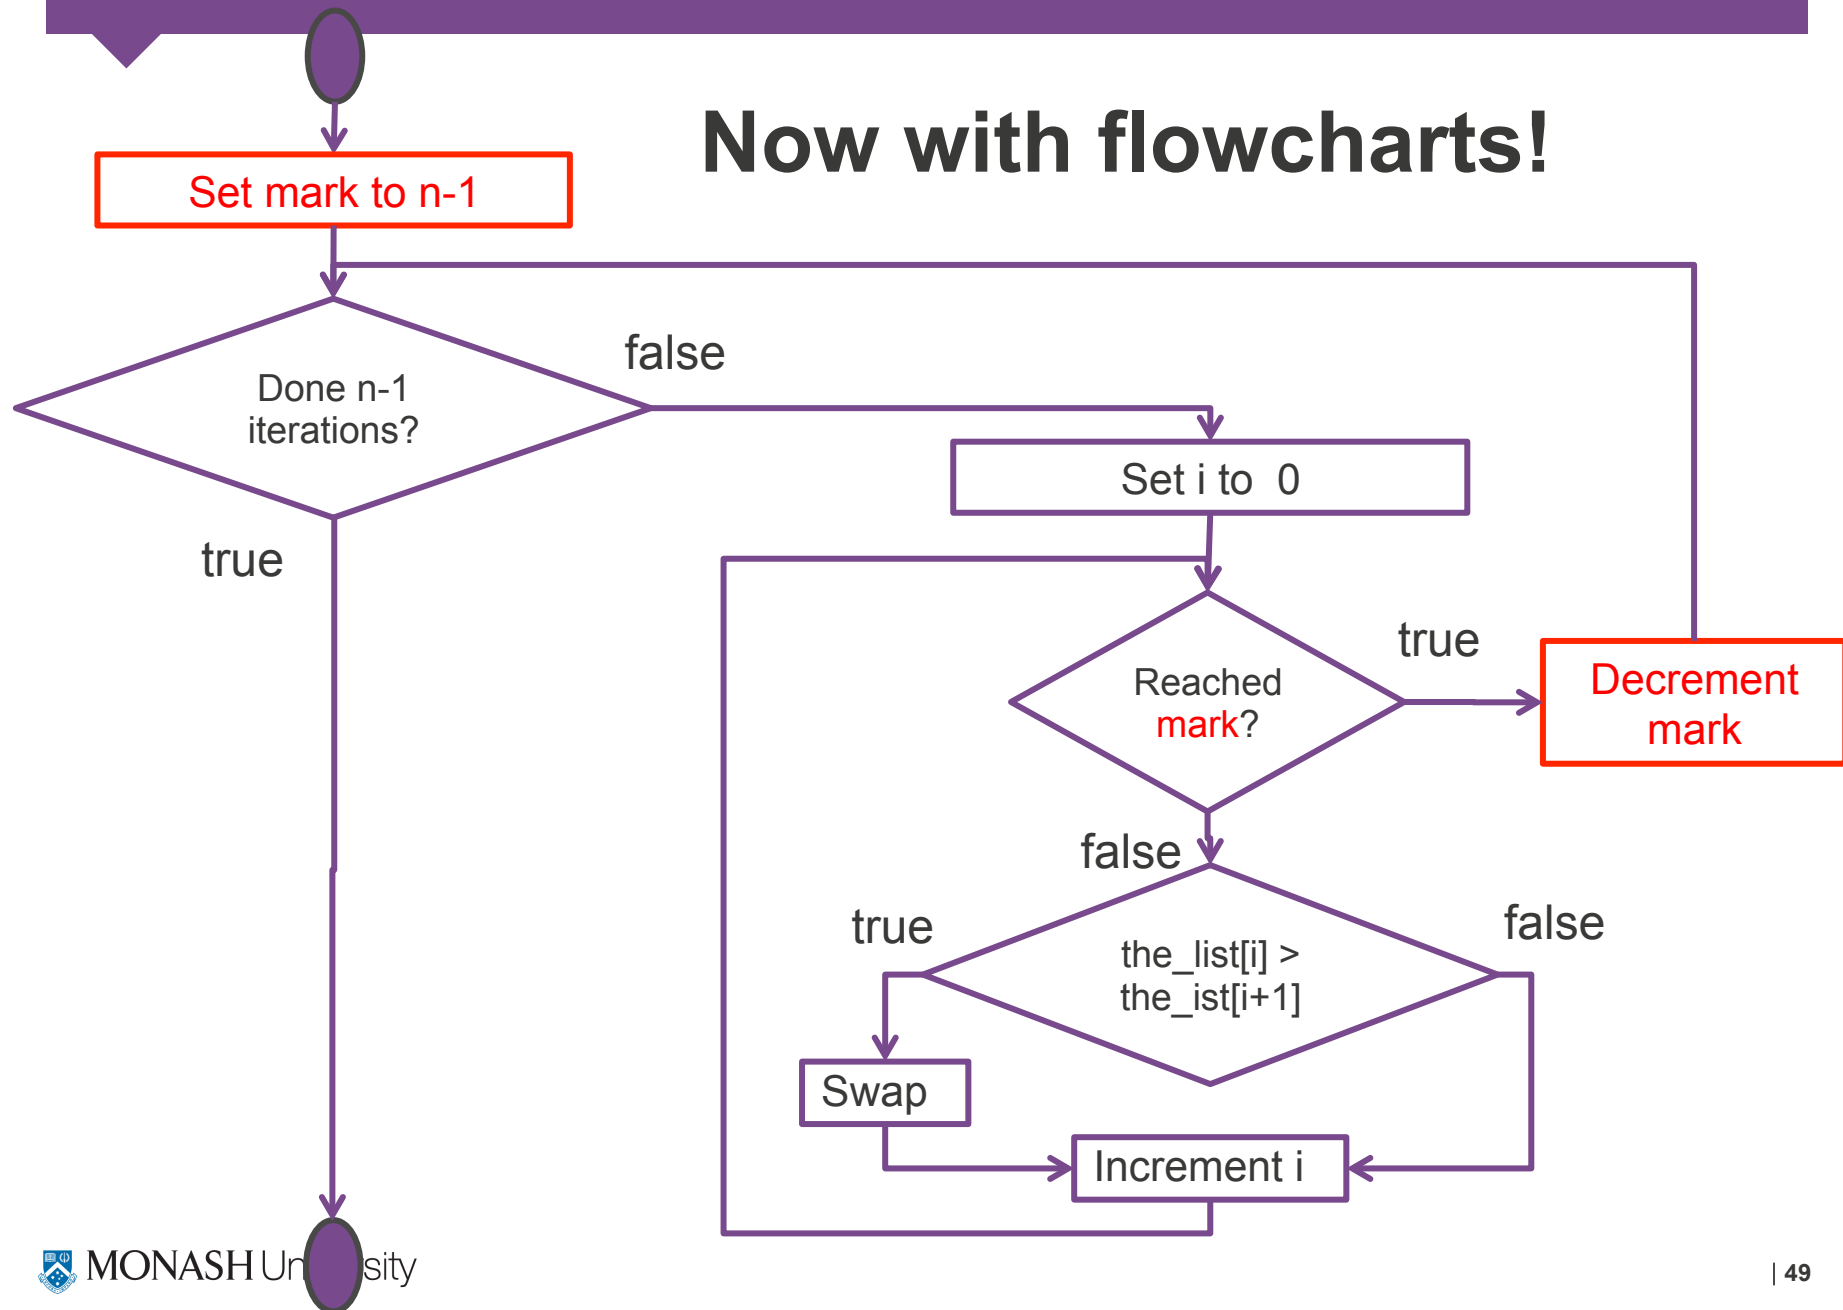 Now with flowcharts!
Set mark to n-1
false
Done n-1
iterations?
Set i to 0
true
true
Reached
mark?
Decrement
mark
false
true
false
the_list[i] >
the_ist[i+1]
Swap
Increment i
MONASH Un sity
| 49